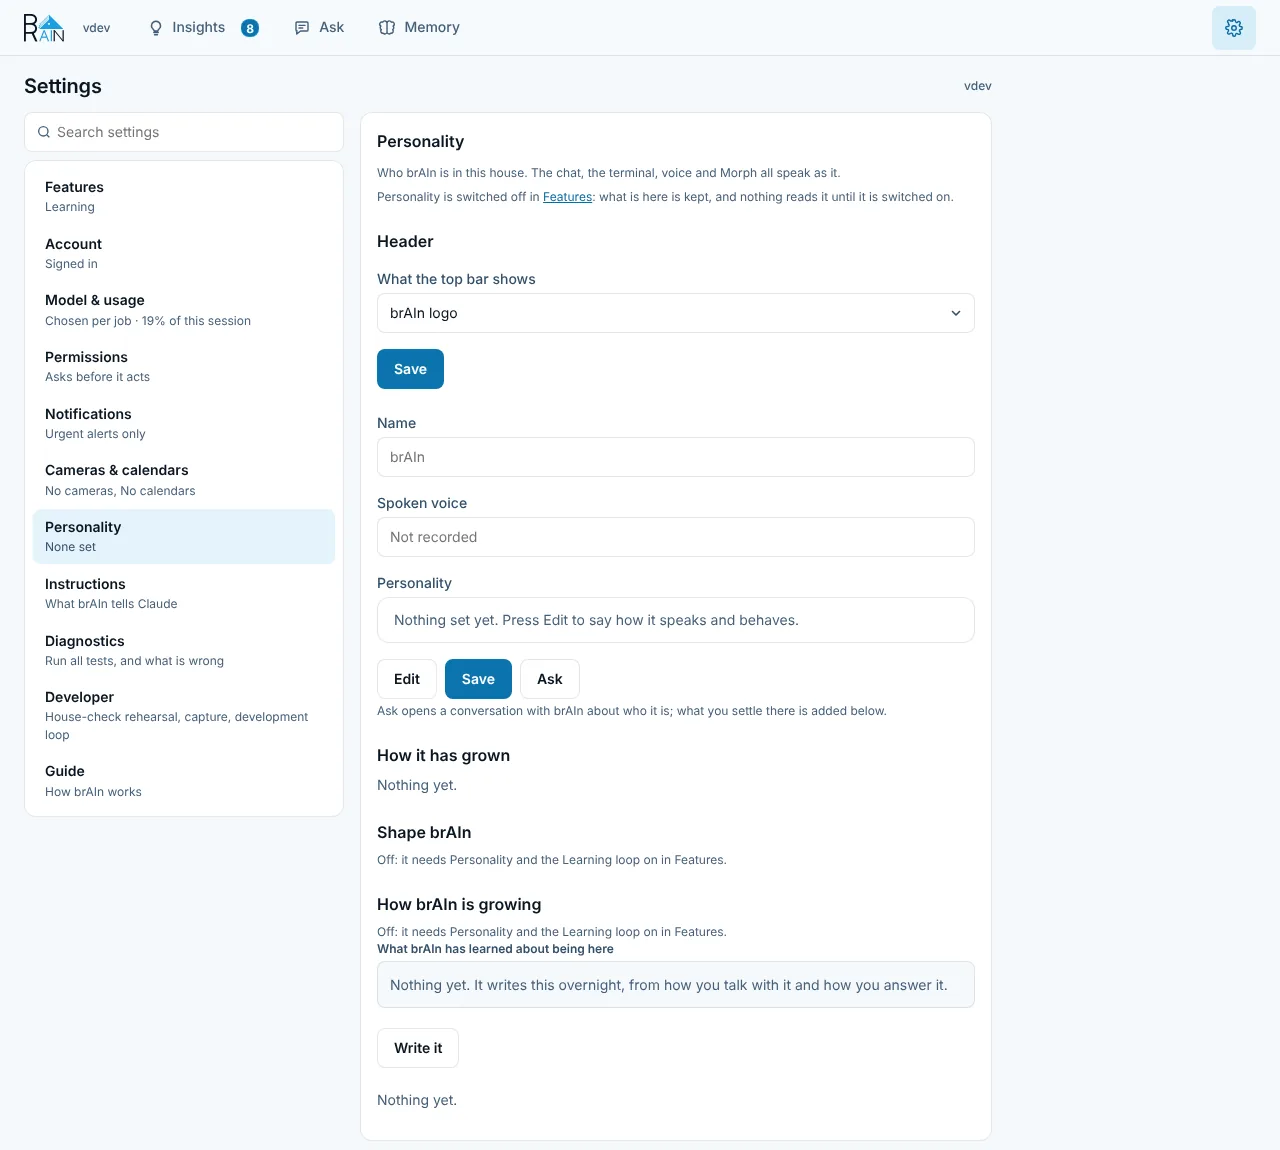 BRAIN vdev Insights 8 Ask Memory
Settings vdev
Search settings
Features
Learning
Account
Signed in
Model & usage
Chosen per job · 19% of this session
Permissions
Asks before it acts
Notifications
Urgent alerts only
Cameras & calendars
No cameras, No calendars
Personality
None set
Instructions
What brAIn tells Claude
Diagnostics
Run all tests, and what is wrong
Developer
House-check rehearsal, capture, development
loop
Guide
How brAIn works
Personality
Who brAIn is in this house. The chat, the terminal, voice and Morph all speak as it.
Personality is switched off in Features: what is here is kept, and nothing reads it until it is switched on.
Header
What the top bar shows
brAIn logo
Save
Name
brAIn
Spoken voice
Not recorded
Personality
Nothing set yet. Press Edit to say how it speaks and behaves.
Edit Save Ask
Ask opens a conversation with brAIn about who it is; what you settle there is added below.
How it has grown
Nothing yet.
Shape brAIn
Off: it needs Personality and the Learning loop on in Features.
How brAIn is growing
Off: it needs Personality and the Learning loop on in Features.
What brAIn has learned about being here
Nothing yet. It writes this overnight, from how you talk with it and how you answer it.
Write it
Nothing yet.